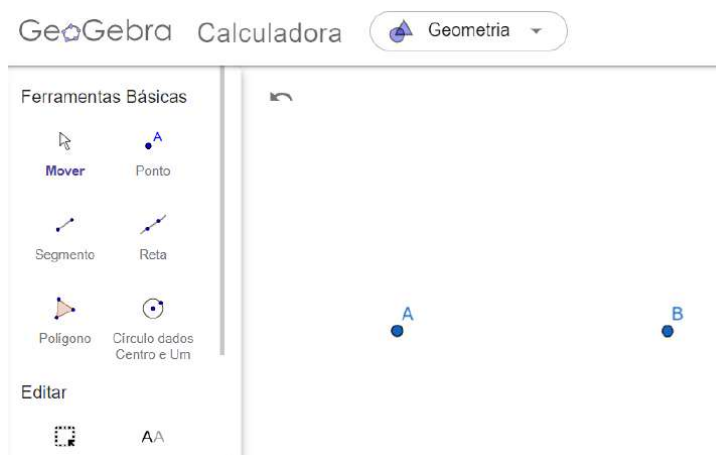 GeoGebra Calculadora Geometria
Ferramentas Básicas
A
Mover Ponto
Segmento Reta
Polígono Círculo dados
Centro e Um
A B
Editar
AA